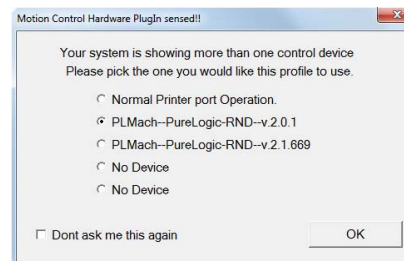 Motion Control Hardware PlugIn sensed!!
Your system is showing more than one control device
Please pick the one you would like this profile to use.
Normal Printer port Operation.
PLMach--PureLogic-RND--v.2.0.1
PLMach--PureLogic-RND--v.2.1.669
No Device
No Device
Dont ask me this again
OK